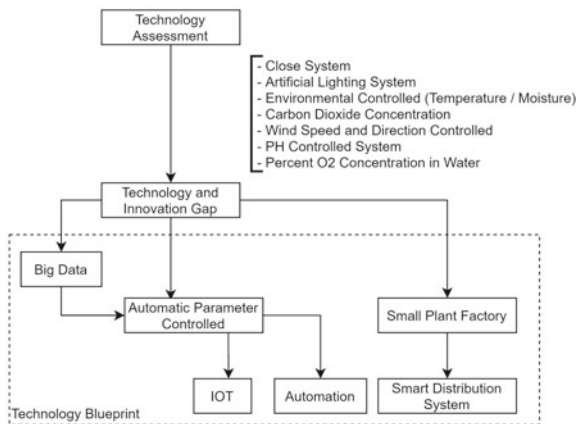 Technology
Assessment
- Close System
- Artificial Lighting System
- Environmental Controlled (Temperature / Moisture)
- Carbon Dioxide Concentration
- Wind Speed and Direction Controlled
- PH Controlled System
- Percent O2 Concentration in Water
Technology and
Innovation Gap
Big Data
Automatic Parameter
Controlled
Small Plant Factory
IOT
Automation
Smart Distribution
System
Technology Blueprint